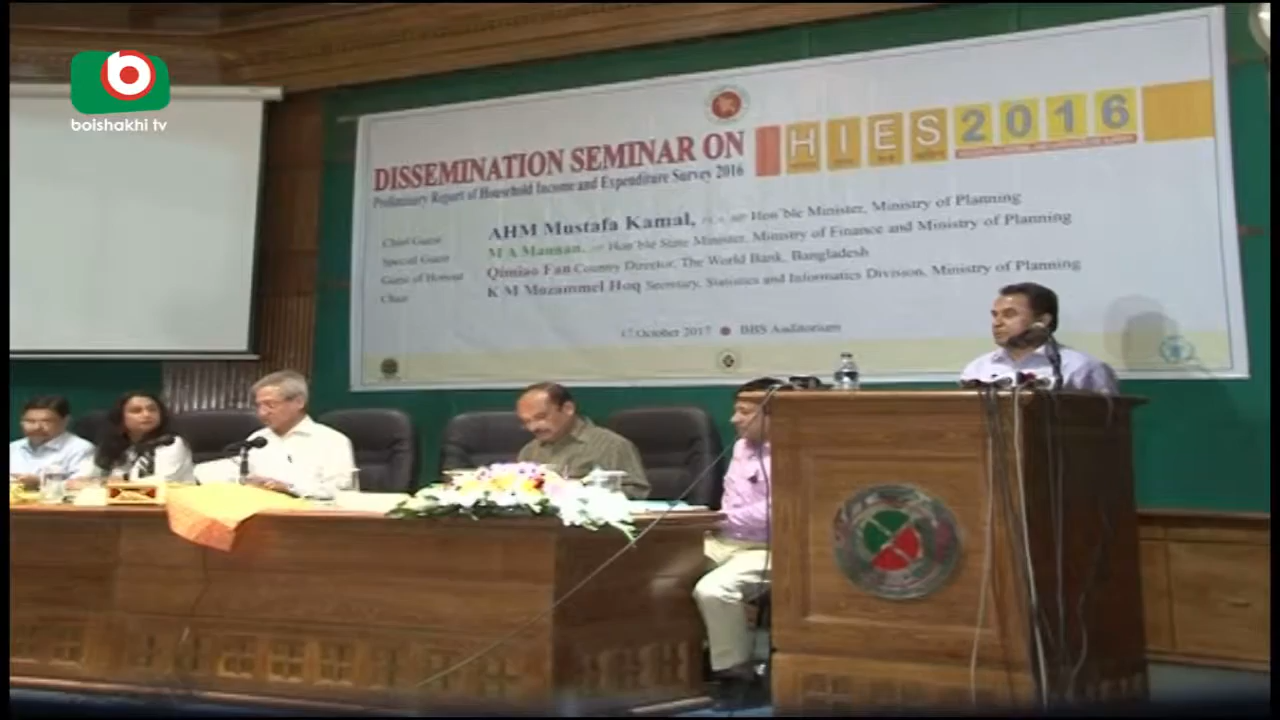 boishakhi tv
DISSEMINATION SEMINAR ON HIES 2016
Preliminary Report of Household Income and Expenditure Survey 2016
Chief Guest AHM Mustafa Kamal, Hon'ble Minister, Ministry of Planning
Special Guest M A Mannan, Hon'ble State Minister, Ministry of Finance and Ministry of Planning
Guest of Honour Qimiao Fan Country Director, The World Bank, Bangladesh
Chair K M Mozammel Hoq Secretary, Statistics and Informatics Division, Ministry of Planning
17 October 2017 ● BBS Auditorium